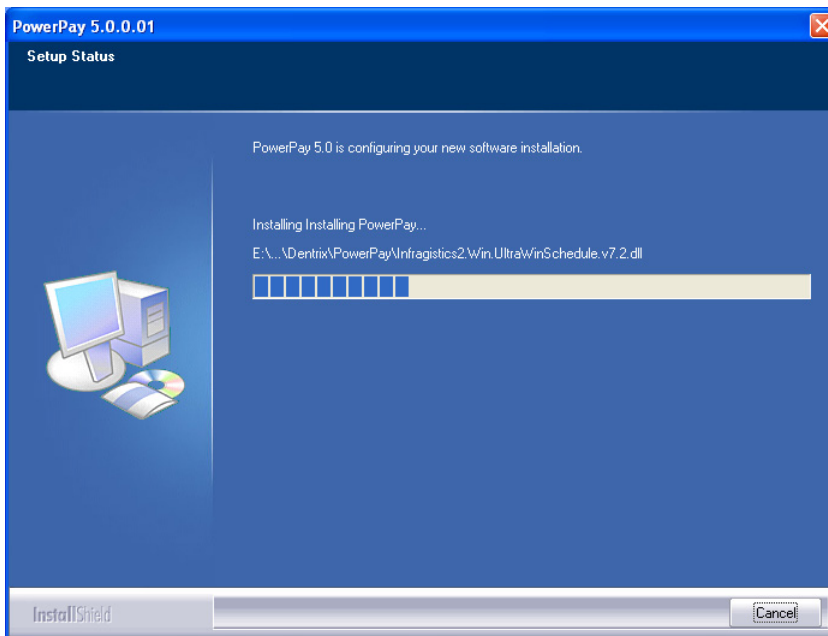 PowerPay 5.0.0.01
Setup Status
PowerPay 5.0 is configuring your new software installation.
Installing Installing PowerPay...
E:\...\Dentrix\PowerPay\Infragistics2.Win.UltraWinSchedule.v7.2.dll
InstallShield
Cancel